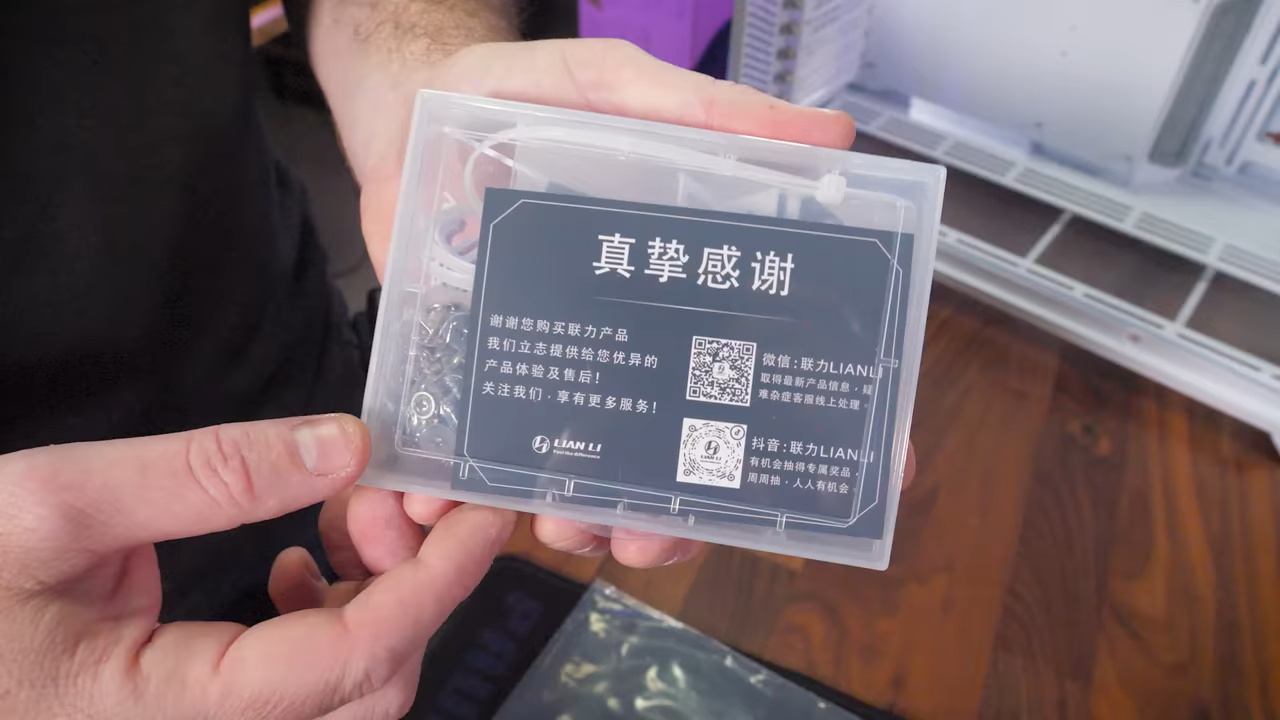 真挚感谢
谢谢您购买联力产品
我们立志提供给您优异的
产品体验及售后！
关注我们，享有更多服务！
LIAN LI
Feel the difference
微信：联力LIANLI
取得最新产品信息，疑
难杂症客服线上处理。
抖音：联力LIANLI
有机会抽得专属奖品，
周周抽，人人有机会
LIAN LI